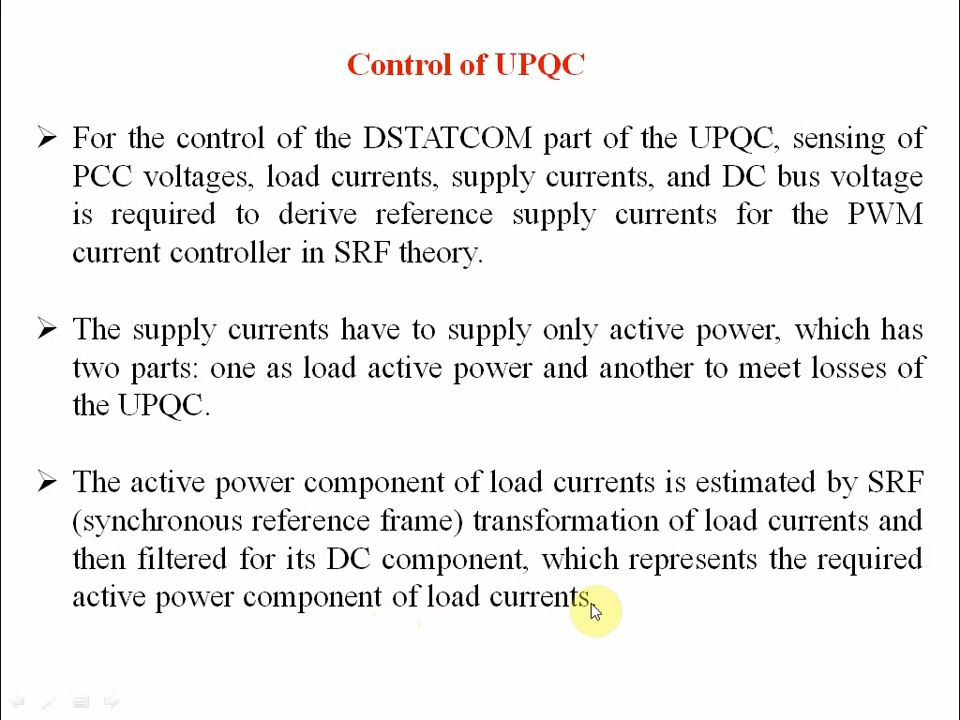 Control of UPQC
For the control of the DSTATCOM part of the UPQC, sensing of
PCC voltages, load currents, supply currents, and DC bus voltage
is required to derive reference supply currents for the PWM
current controller in SRF theory.
The supply currents have to supply only active power, which has
two parts: one as load active power and another to meet losses of
the UPQC.
The active power component of load currents is estimated by SRF
(synchronous reference frame) transformation of load currents and
then filtered for its DC component, which represents the required
active power component of load currents.